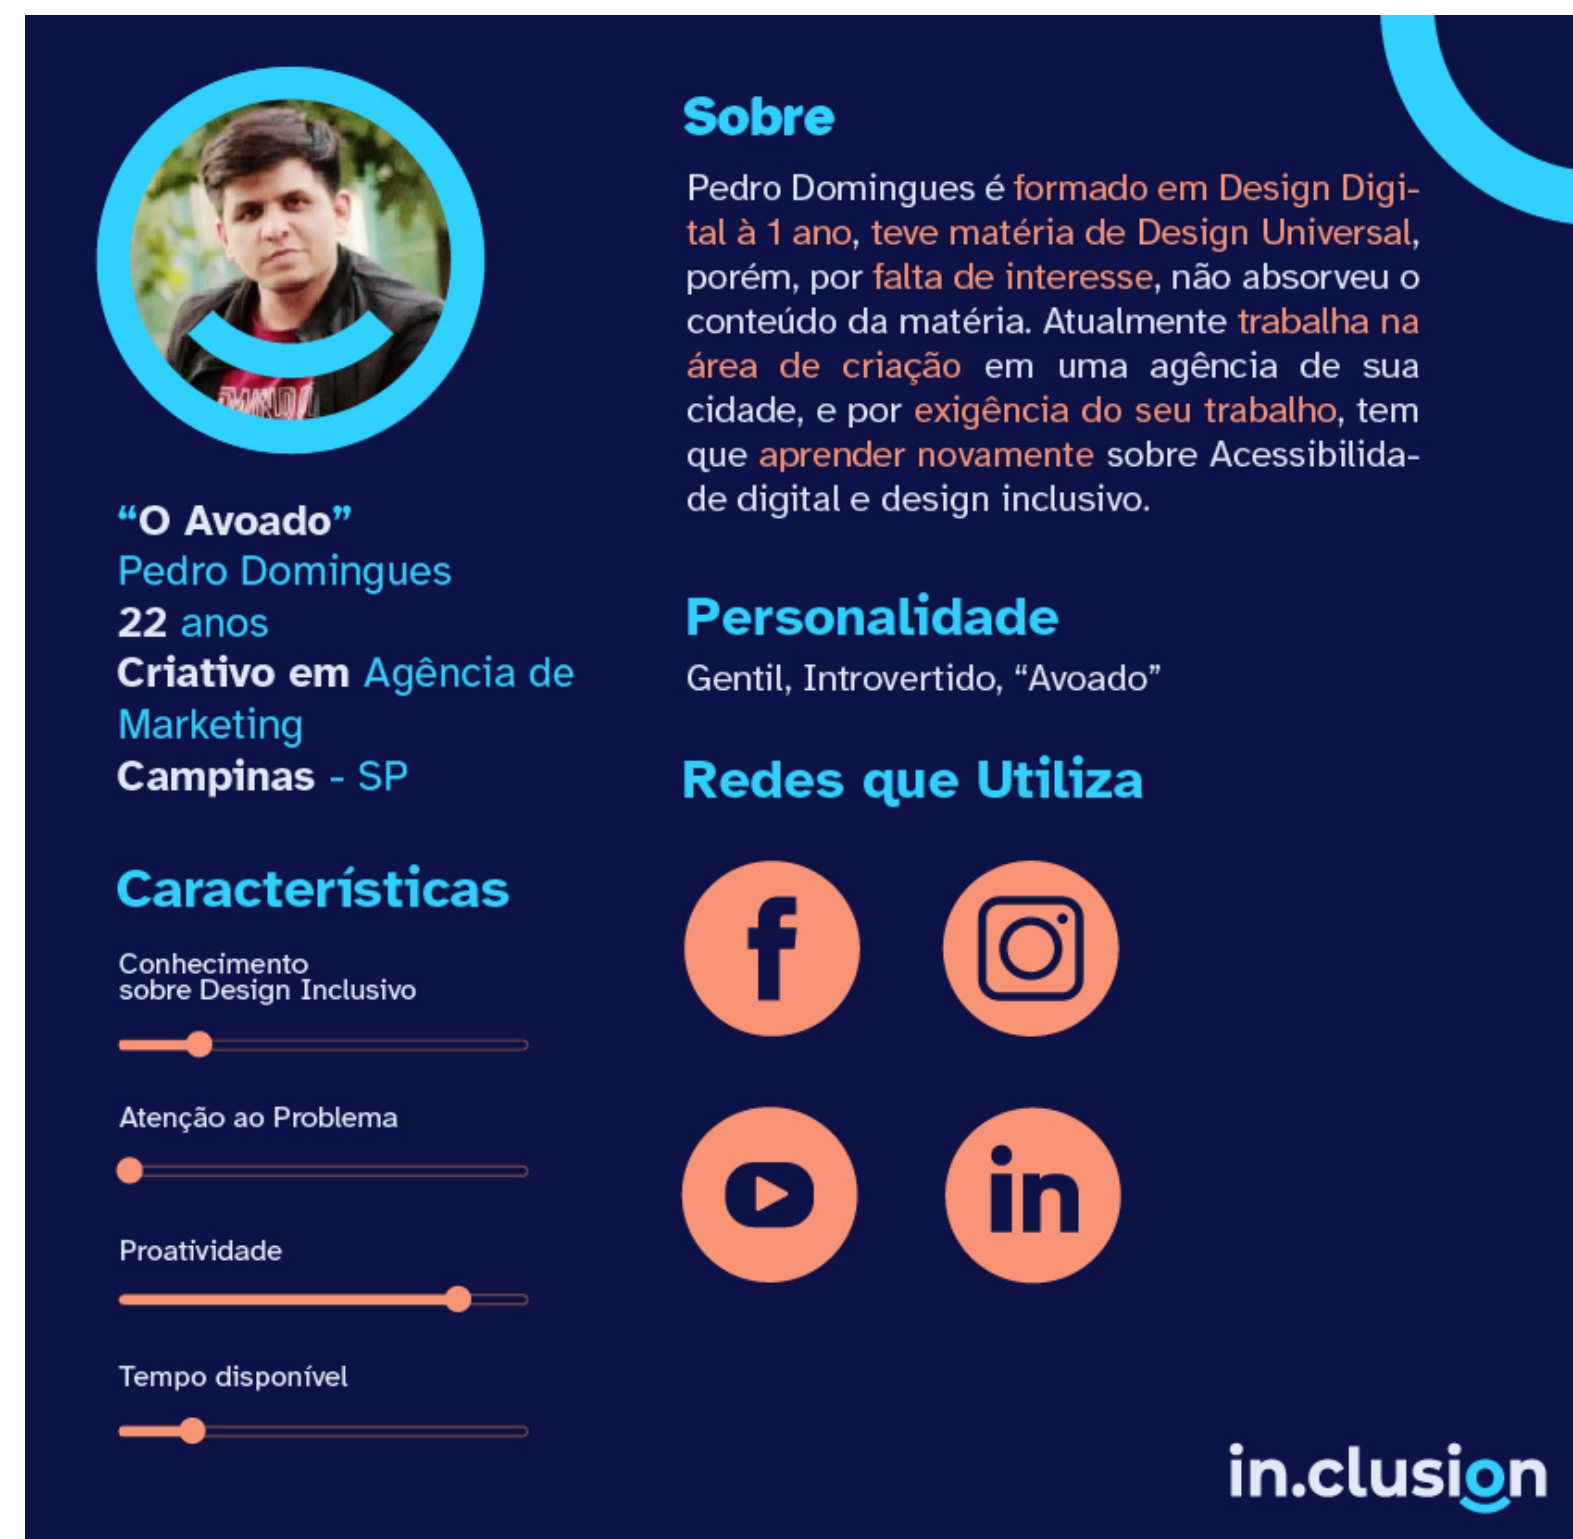 “O Avoado”
Pedro Domingues
22 anos
Criativo em Agência de
Marketing
Campinas - SP
Características
Conhecimento
sobre Design Inclusivo
Atenção ao Problema
Proatividade
Tempo disponível
Sobre
Pedro Domingues é formado em Design Digi-
tal à 1 ano, teve matéria de Design Universal,
porém, por falta de interesse, não absorveu o
conteúdo da matéria. Atualmente trabalha na
área de criação em uma agência de sua
cidade, e por exigência do seu trabalho, tem
que aprender novamente sobre Acessibilida-
de digital e design inclusivo.
Personalidade
Gentil, Introvertido, “Avoado”
Redes que Utiliza
f
in
in.clusion